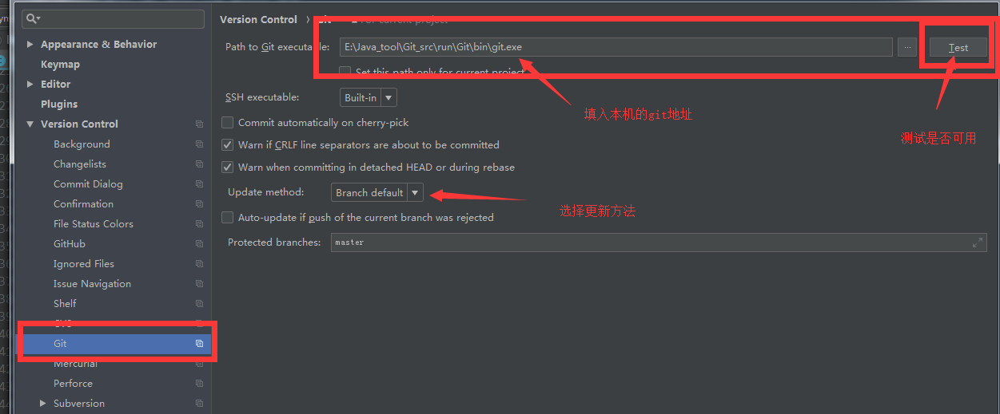 Version Control › Git For current project
Appearance & Behavior
Keymap
Editor
Plugins
Version Control
Background
Changelists
Commit Dialog
Confirmation
File Status Colors
GitHub
Ignored Files
Issue Navigation
Shelf
CVS
Git
Mercurial
Perforce
Subversion
Path to Git executable: E:\Java_tool\Git_src\run\Git\bin\git.exe ... Test
Set this path only for current project
SSH executable: Built-in
填入本机的git地址
Commit automatically on cherry-pick
测试是否可用
Warn if CRLF line separators are about to be committed
Warn when committing in detached HEAD or during rebase
Update method: Branch default
选择更新方法
Auto-update if push of the current branch was rejected
Protected branches: master